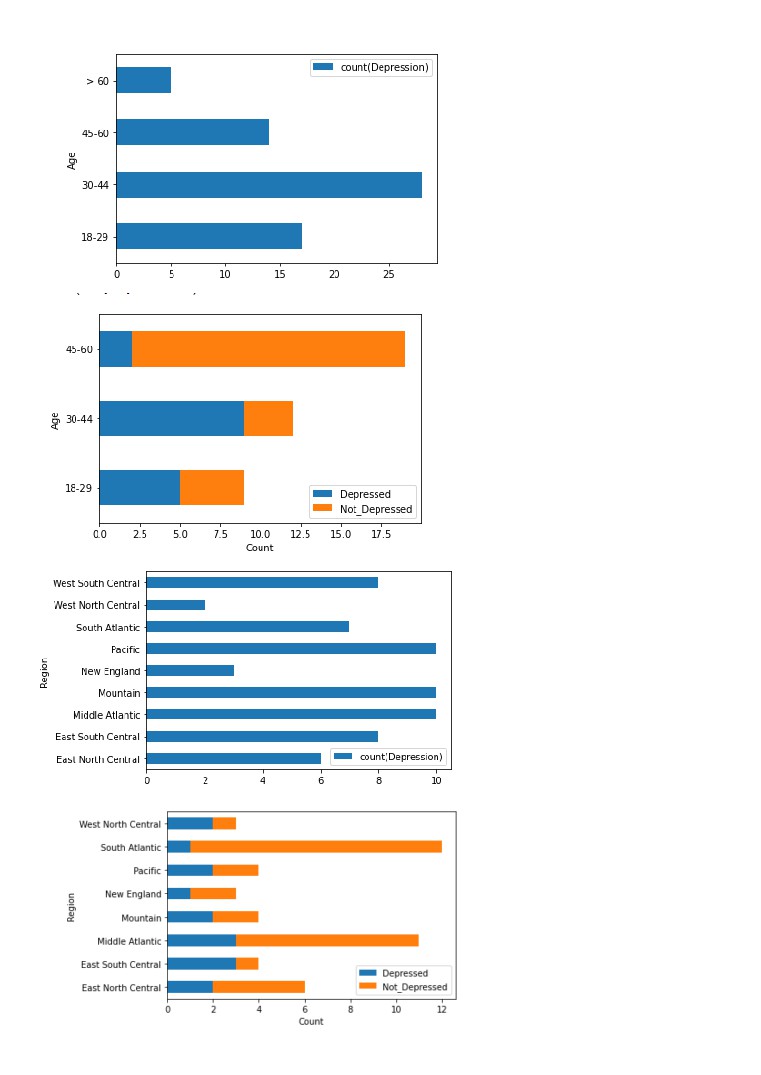 count(Depression)
> 60
45-60
30-44
18-29
Age
0 5 10 15 20 25
45-60
30-44
18-29
Age
Depressed
Not_Depressed
0.0 2.5 5.0 7.5 10.0 12.5 15.0 17.5
Count
West South Central
West North Central
South Atlantic
Pacific
New England
Mountain
Middle Atlantic
East South Central
East North Central
Region
count(Depression)
0 2 4 6 8 10
West North Central
South Atlantic
Pacific
New England
Mountain
Middle Atlantic
East South Central
East North Central
Region
Depressed
Not_Depressed
0 2 4 6 8 10 12
Count